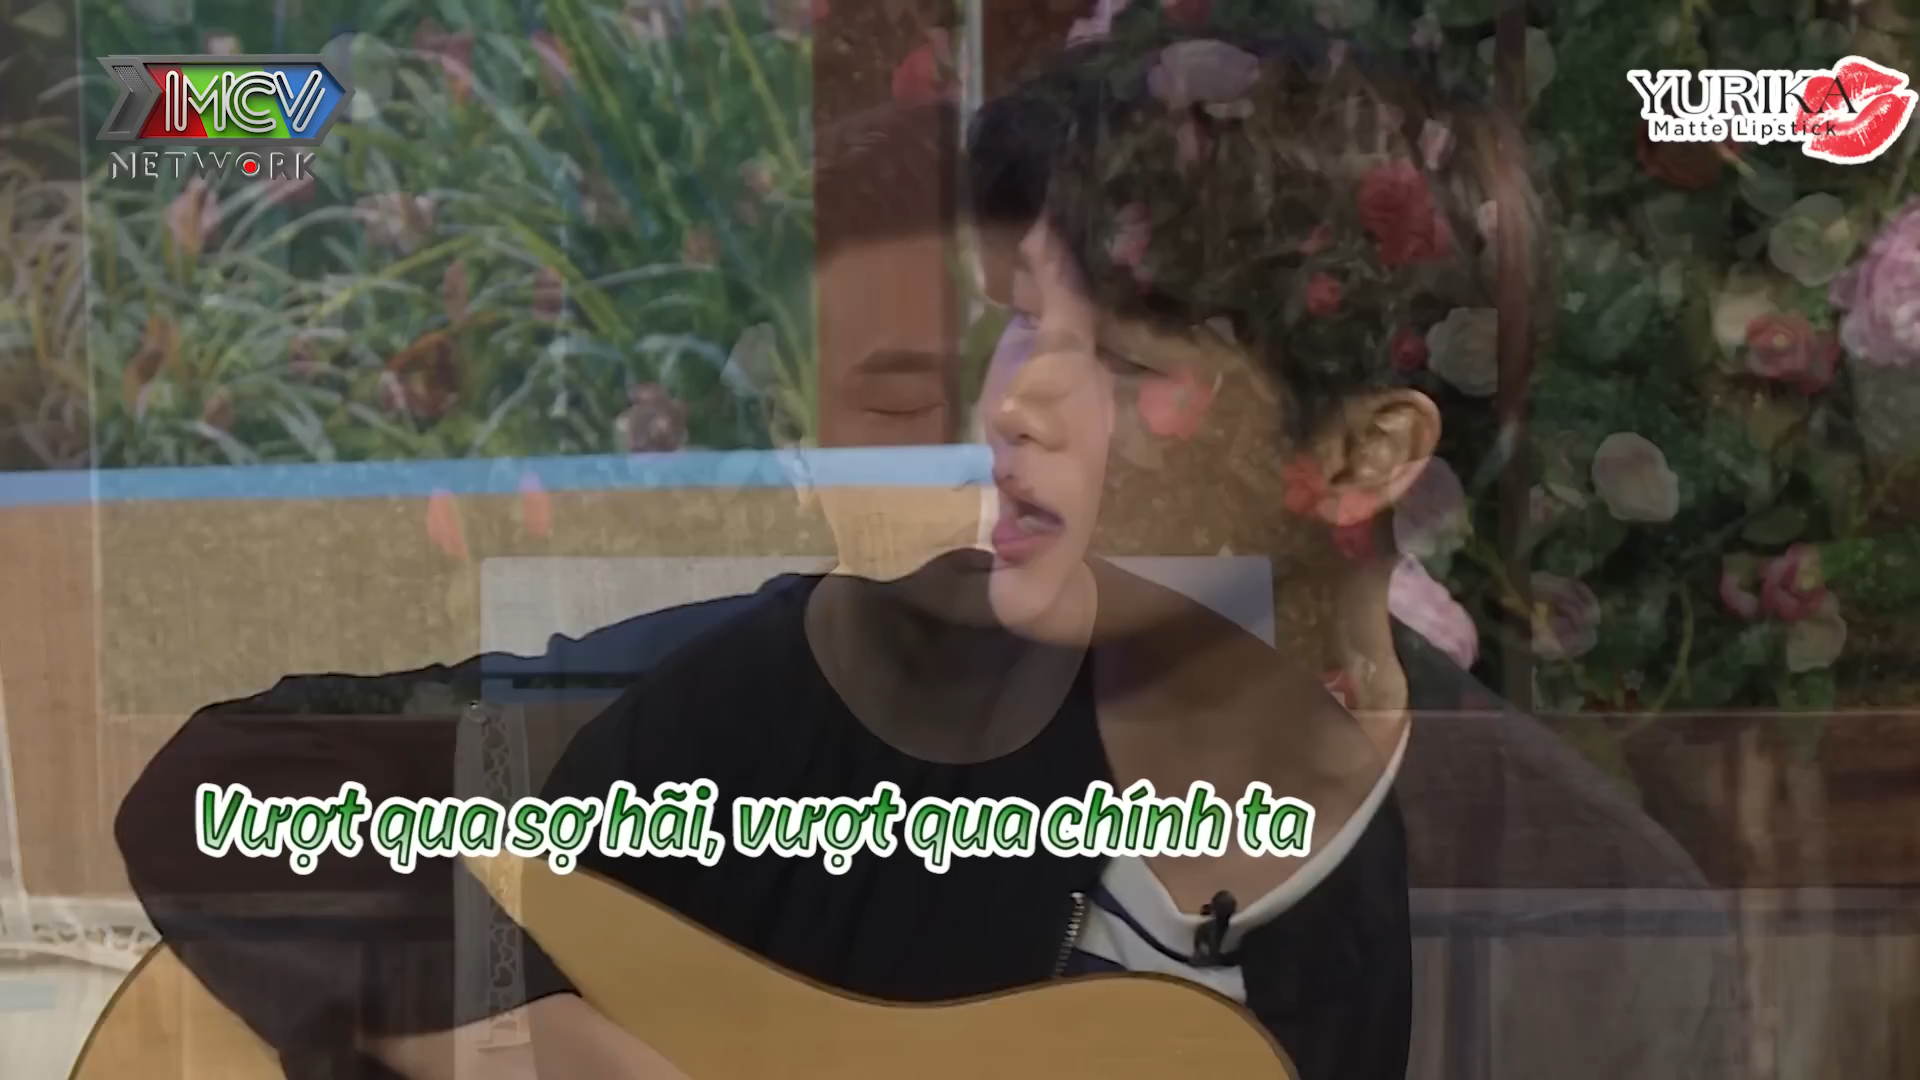 MCV
NETWORK
YURIKA
Matte Lipstick
Vượt qua sợ hãi, vượt qua chính ta